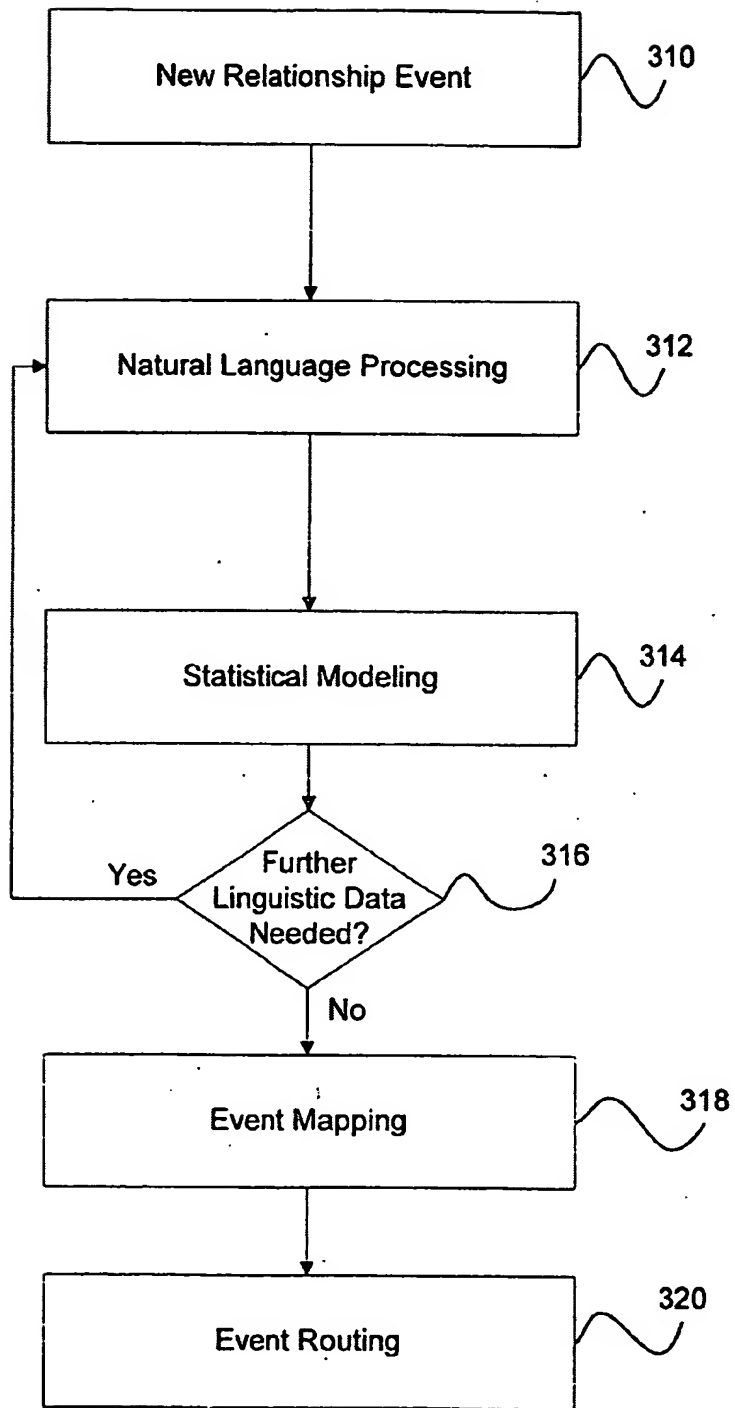 New Relationship Event
310
Natural Language Processing
312
Statistical Modeling
314
Further
Linguistic Data
Needed?
316
Yes
No
Event Mapping
318
Event Routing
320